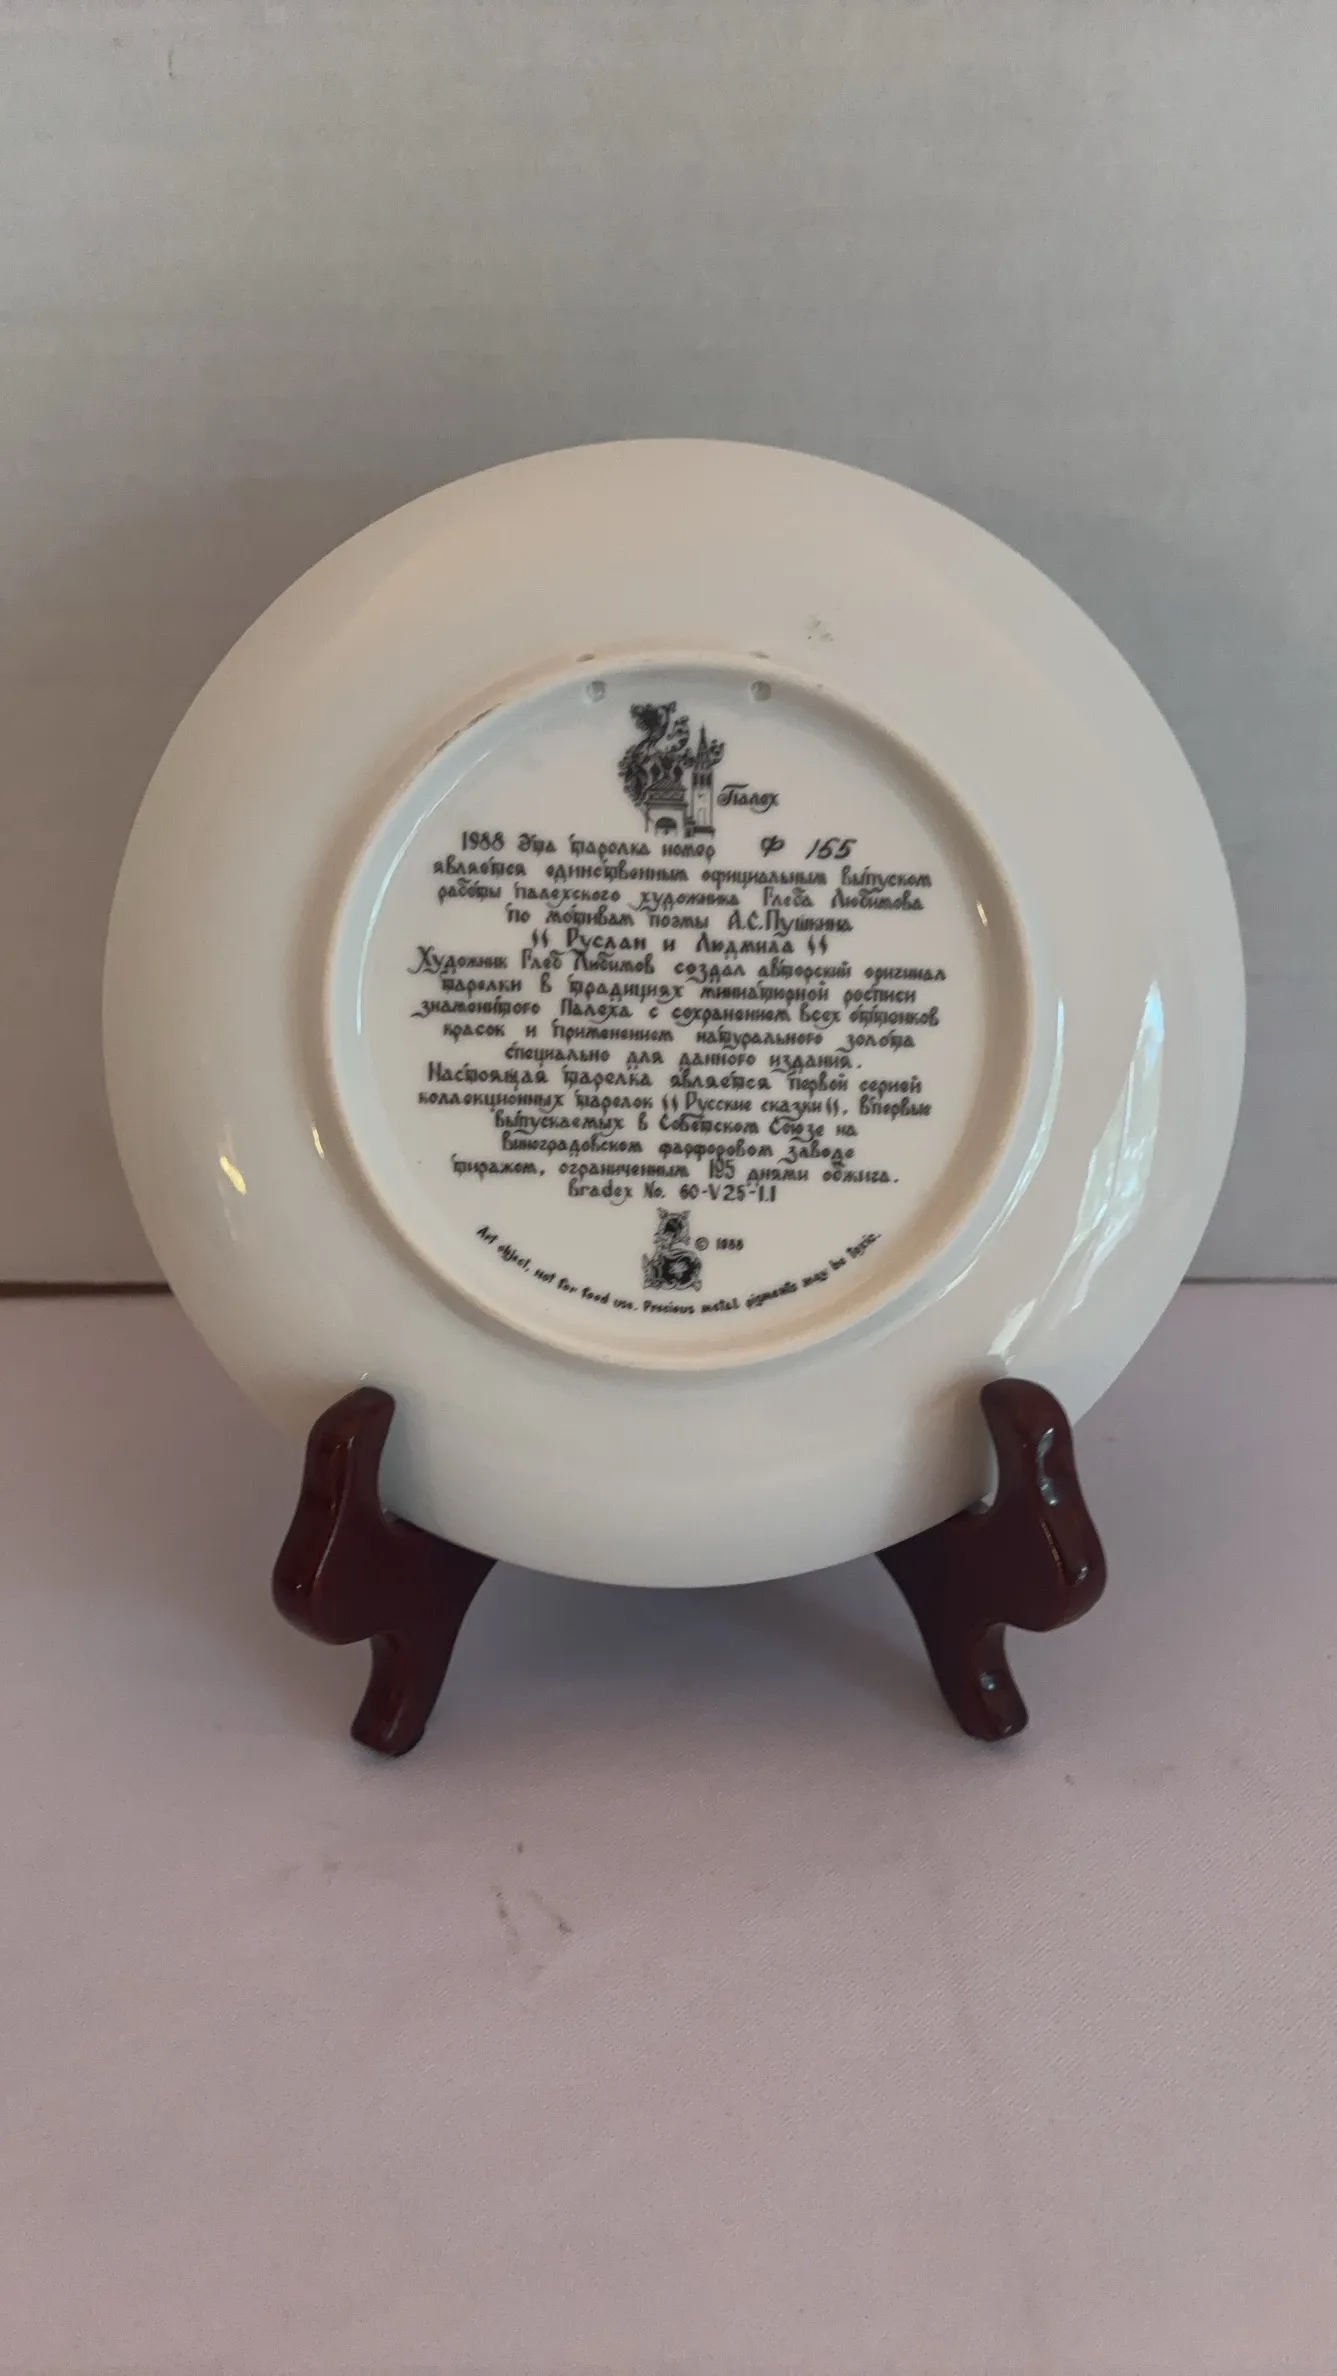 Палех
1988 Эта тарелка номер Ф 155
является единственным официальным выпуском
работы палехского художника Глеба Любимова
по мотивам поэмы А.С.Пушкина
"Руслан и Людмила"
Художник Глеб Любимов создал авторский оригинал
тарелки в традициях миниатюрной росписи
знаменитого Палеха с сохранением всех оттенков
красок и применением натурального золота
специально для данного издания.
Настоящая тарелка является первой серией
коллекционных тарелок "Русские сказки", впервые
выпускаемых в Советском Союзе на
Виноградовском фарфоровом заводе
тиражом, ограниченным 195 днями обжига.
Bradex No. 60-V25-1.1
© 1988
Art object, not for food use. Precious metal pigments may be toxic.